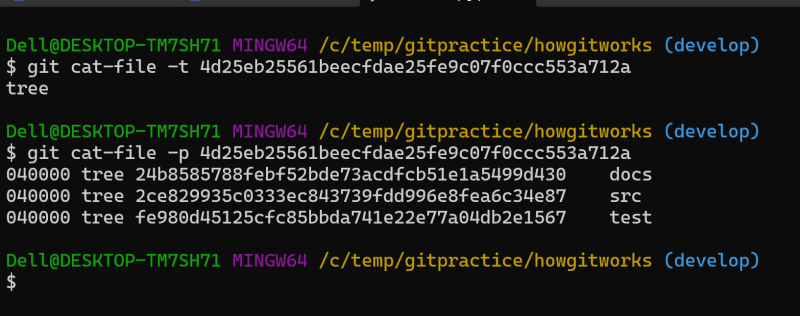 Dell@DESKTOP-TM7SH71 MINGW64 /c/temp/gitpractice/howgitworks (develop)
$ git cat-file -t 4d25eb25561beecfdae25fe9c07f0ccc553a712a
tree
Dell@DESKTOP-TM7SH71 MINGW64 /c/temp/gitpractice/howgitworks (develop)
$ git cat-file -p 4d25eb25561beecfdae25fe9c07f0ccc553a712a
040000 tree 24b8585788febf52bde73acdfcb51e1a5499d430    docs
040000 tree 2ce829935c0333ec843739fdd996e8fea6c34e87    src
040000 tree fe980d45125cfc85bbda741e22e77a04db2e1567    test
Dell@DESKTOP-TM7SH71 MINGW64 /c/temp/gitpractice/howgitworks (develop)
$